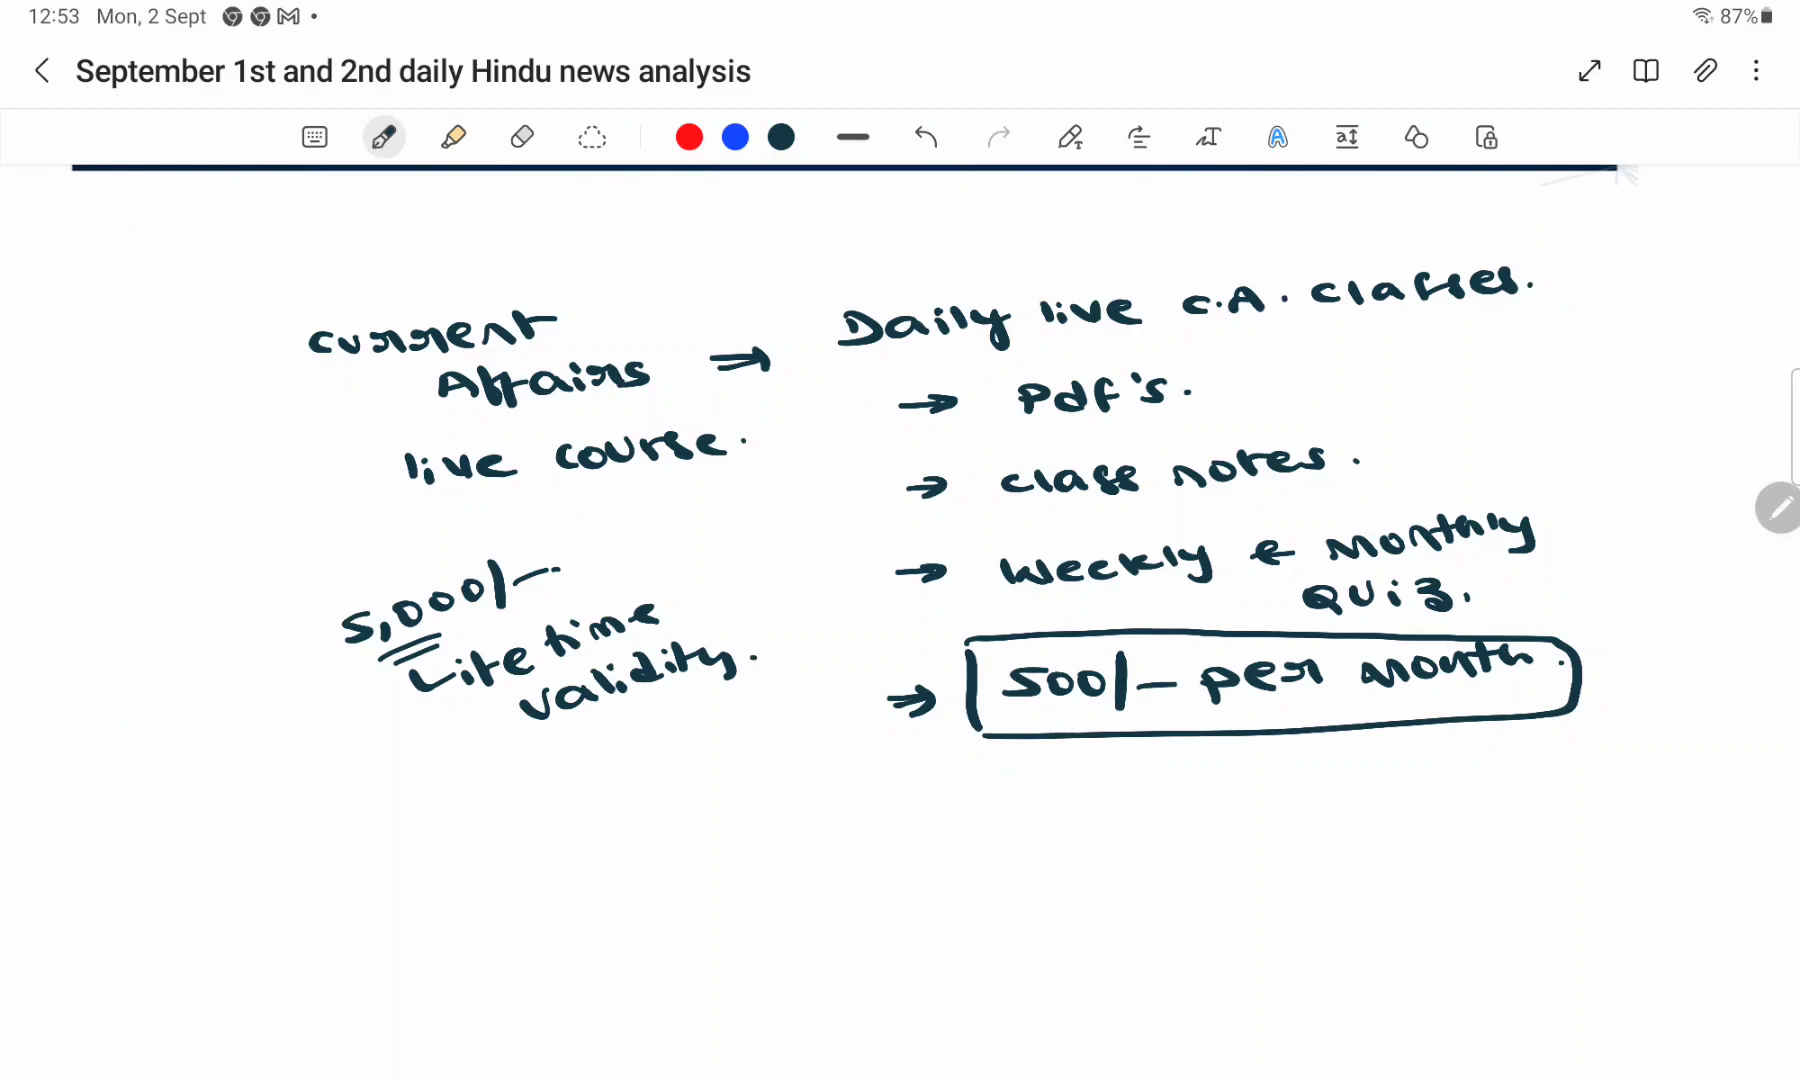 12:53 Mon, 2 Sept
87%
September 1st and 2nd daily Hindu news analysis
current
Affairs
live course.
⇒ Daily live C.A. classes.
→ Pdf's.
→ class notes.
→ weekly & monthly
Quiz.
→ 500/- per month.
5,000/-
Life time
validity.